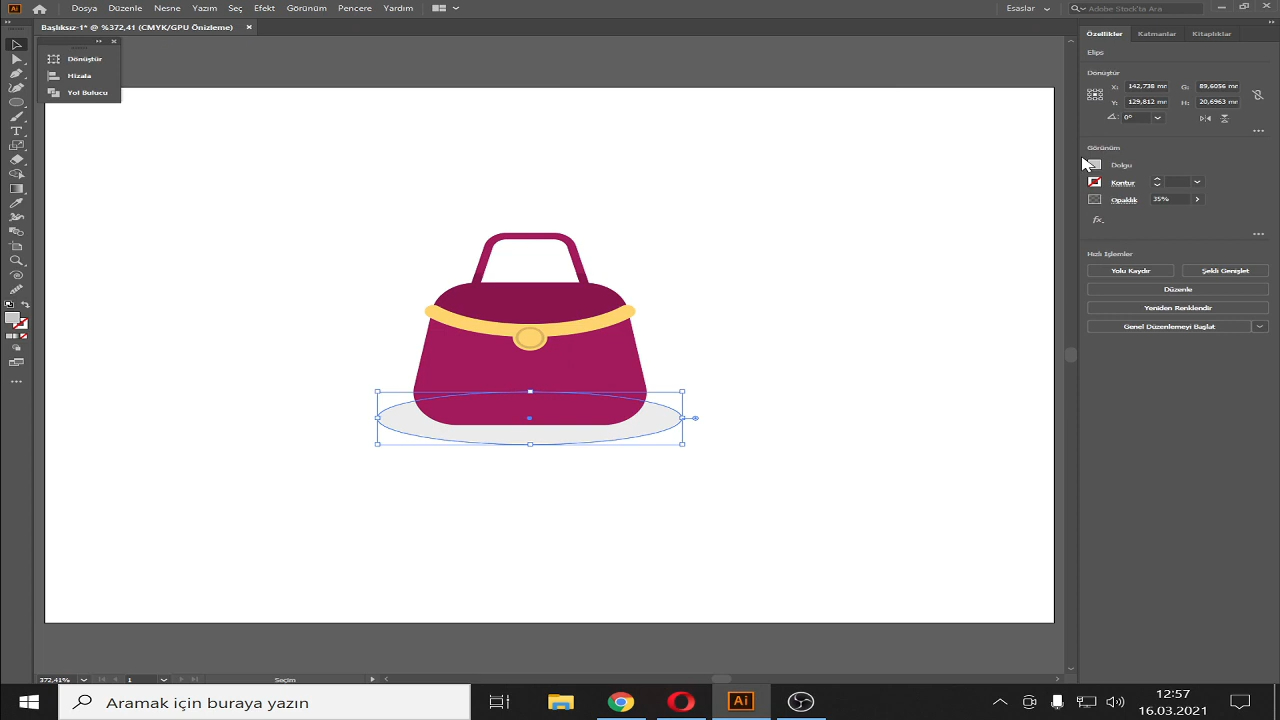 Ai Dosya Düzenle Nesne Yazım Seç Efekt Görünüm Pencere Yardım Esaslar Adobe Stock'ta Ara
Başlıksız-1* @ %372,41 (CMYK/GPU Önizleme)
Dönüştür
Hizala
Yol Bulucu
T
Özellikler Katmanlar Kitaplıklar
Elips
Dönüştür
X: 142,738 mm G: 89,6056 mm
Y: 129,812 mm H: 20,6963 mm
0°
Görünüm
Dolgu
Kontur
Opaklık 35%
fx.
Hızlı İşlemler
Yolu Kaydır Şekli Genişlet
Düzenle
Yeniden Renklendir
Genel Düzenlemeyi Başlat
372,41% 1 Seçim
Aramak için buraya yazın
Ai
12:57
16.03.2021